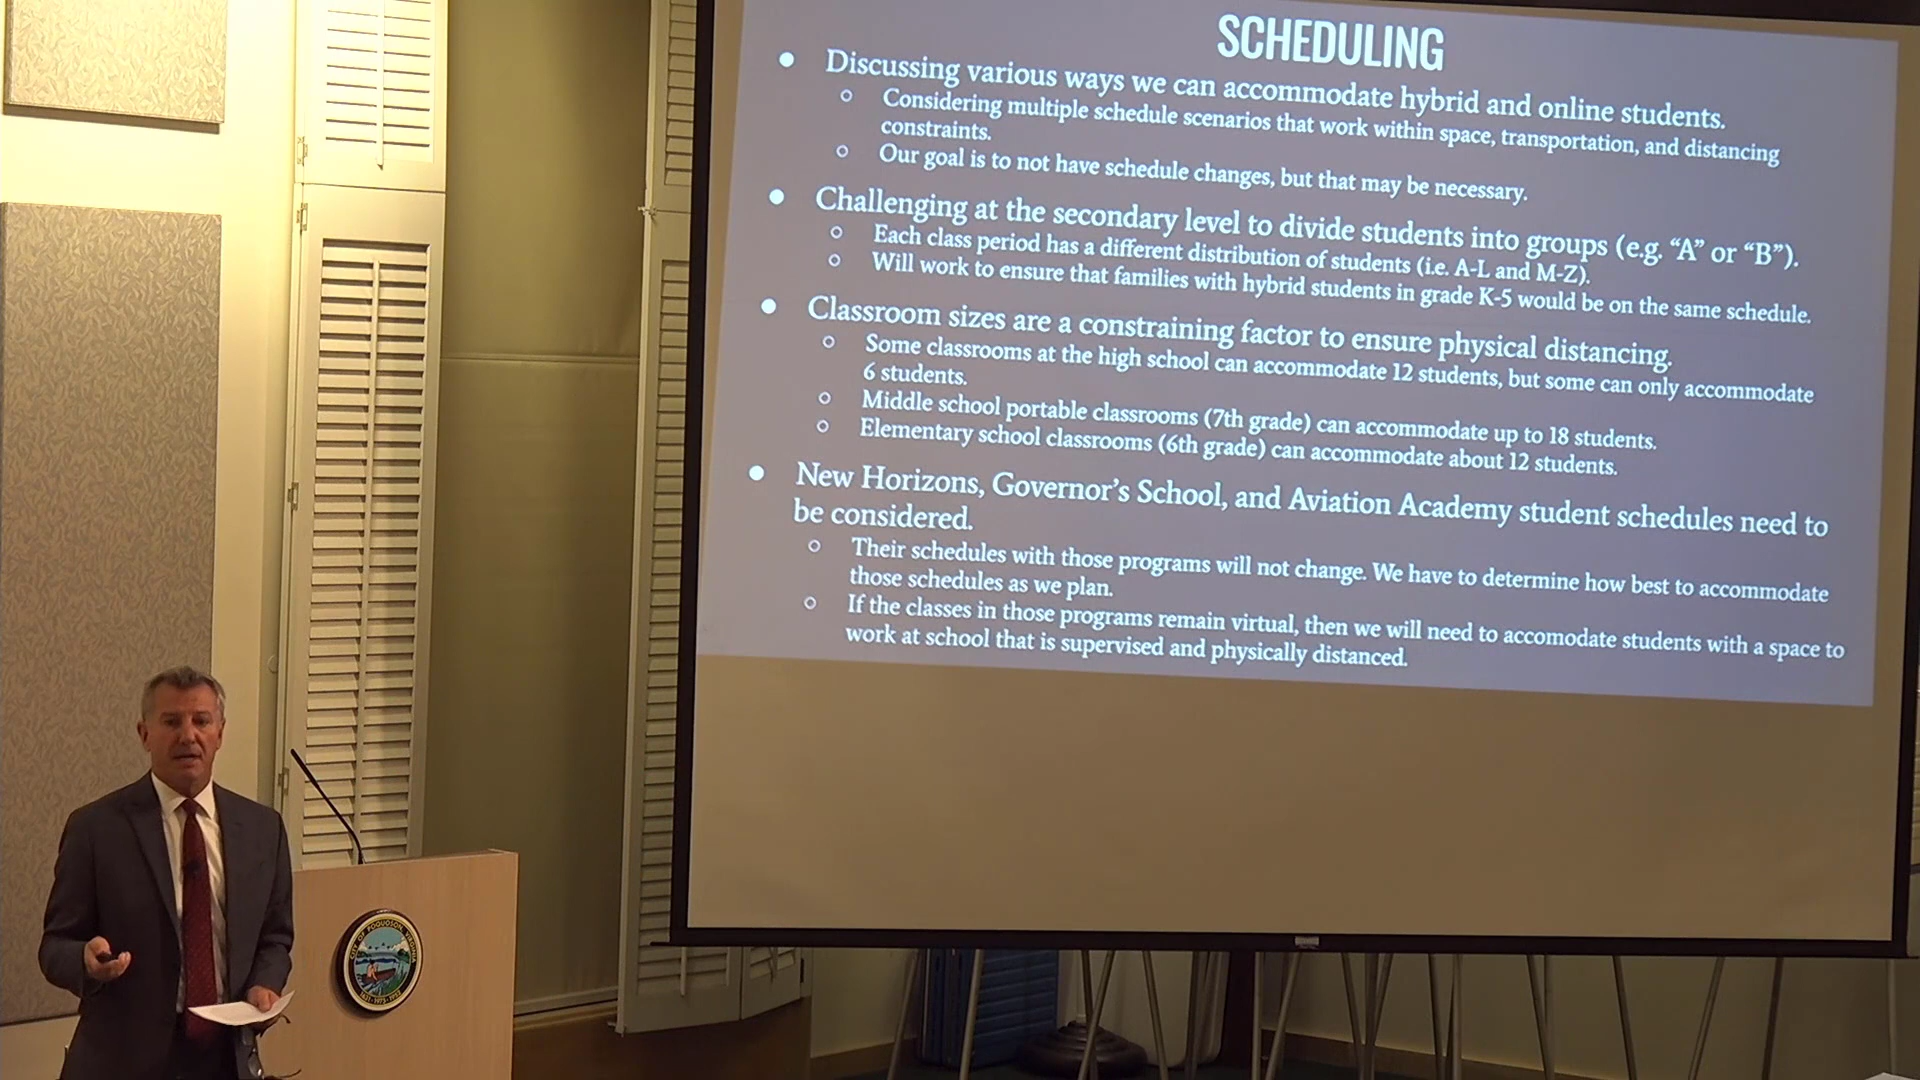 SCHEDULING
● Discussing various ways we can accommodate hybrid and online students.
○ Considering multiple schedule scenarios that work within space, transportation, and distancing
constraints.
○ Our goal is to not have schedule changes, but that may be necessary.
● Challenging at the secondary level to divide students into groups (e.g. “A” or “B”).
○ Each class period has a different distribution of students (i.e. A-L and M-Z).
○ Will work to ensure that families with hybrid students in grade K-5 would be on the same schedule.
● Classroom sizes are a constraining factor to ensure physical distancing.
○ Some classrooms at the high school can accommodate 12 students, but some can only accommodate
6 students.
○ Middle school portable classrooms (7th grade) can accommodate up to 18 students.
○ Elementary school classrooms (6th grade) can accommodate about 12 students.
● New Horizons, Governor’s School, and Aviation Academy student schedules need to
be considered.
○ Their schedules with those programs will not change. We have to determine how best to accommodate
those schedules as we plan.
○ If the classes in those programs remain virtual, then we will need to accomodate students with a space to
work at school that is supervised and physically distanced.
CITY OF POQUOSON, VIRGINIA